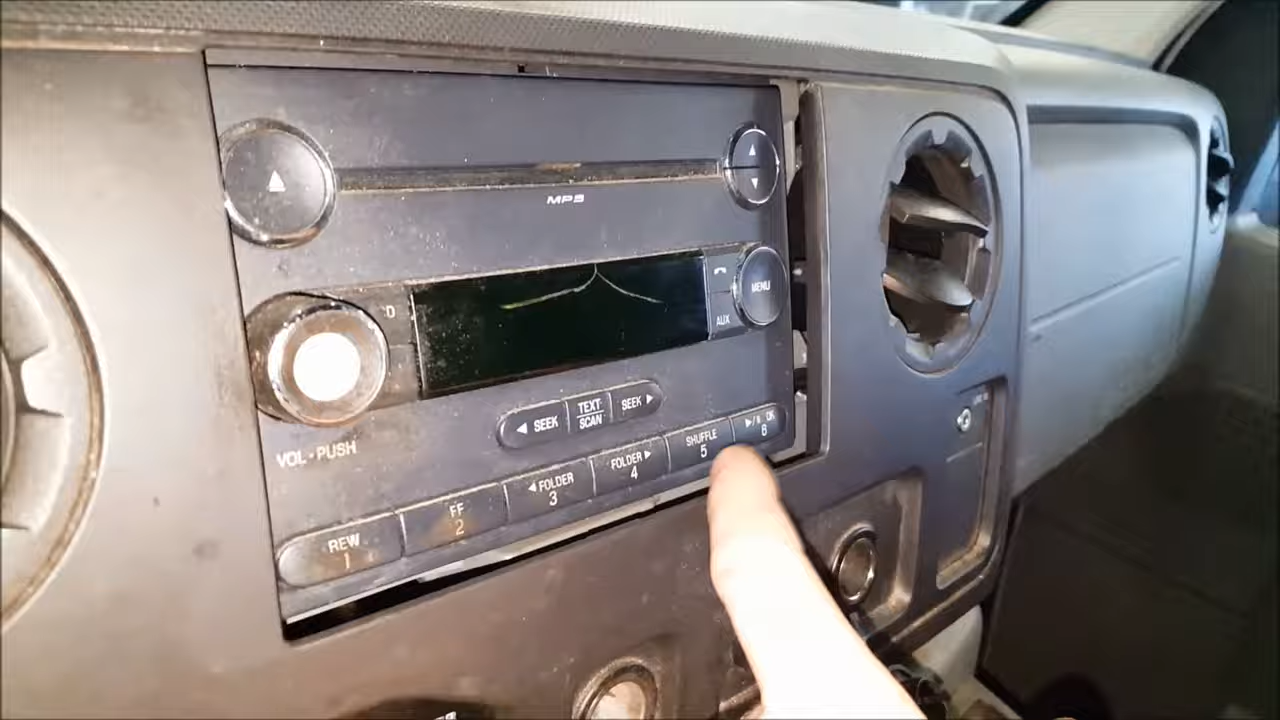 MP3
MENU
AUX
SEEK
TEXT
SCAN
SEEK
VOL • PUSH
REW
1
FF
2
FOLDER
3
FOLDER
4
SHUFFLE
5
OK
6